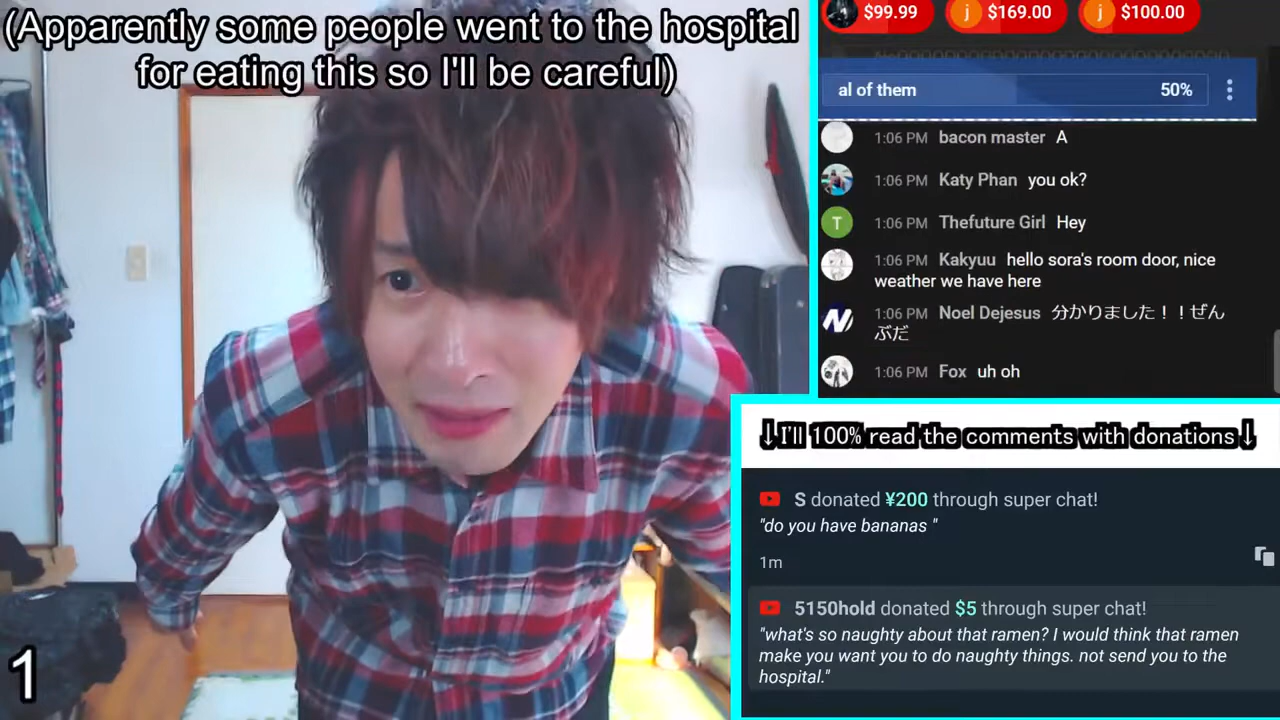 (Apparently some people went to the hospital
for eating this so I'll be careful)
1
$99.99
j $169.00
j $100.00
al of them 50%
1:06 PM bacon master A
1:06 PM Katy Phan you ok?
T 1:06 PM Thefuture Girl Hey
1:06 PM Kakyuu hello sora's room door, nice
weather we have here
1:06 PM Noel Dejesus 分かりました！！ぜん
ぶだ
1:06 PM Fox uh oh
↓I'll 100% read the comments with donations↓
S donated ¥200 through super chat!
"do you have bananas "
1m
5150hold donated $5 through super chat!
"what's so naughty about that ramen? I would think that ramen
make you want you to do naughty things. not send you to the
hospital."